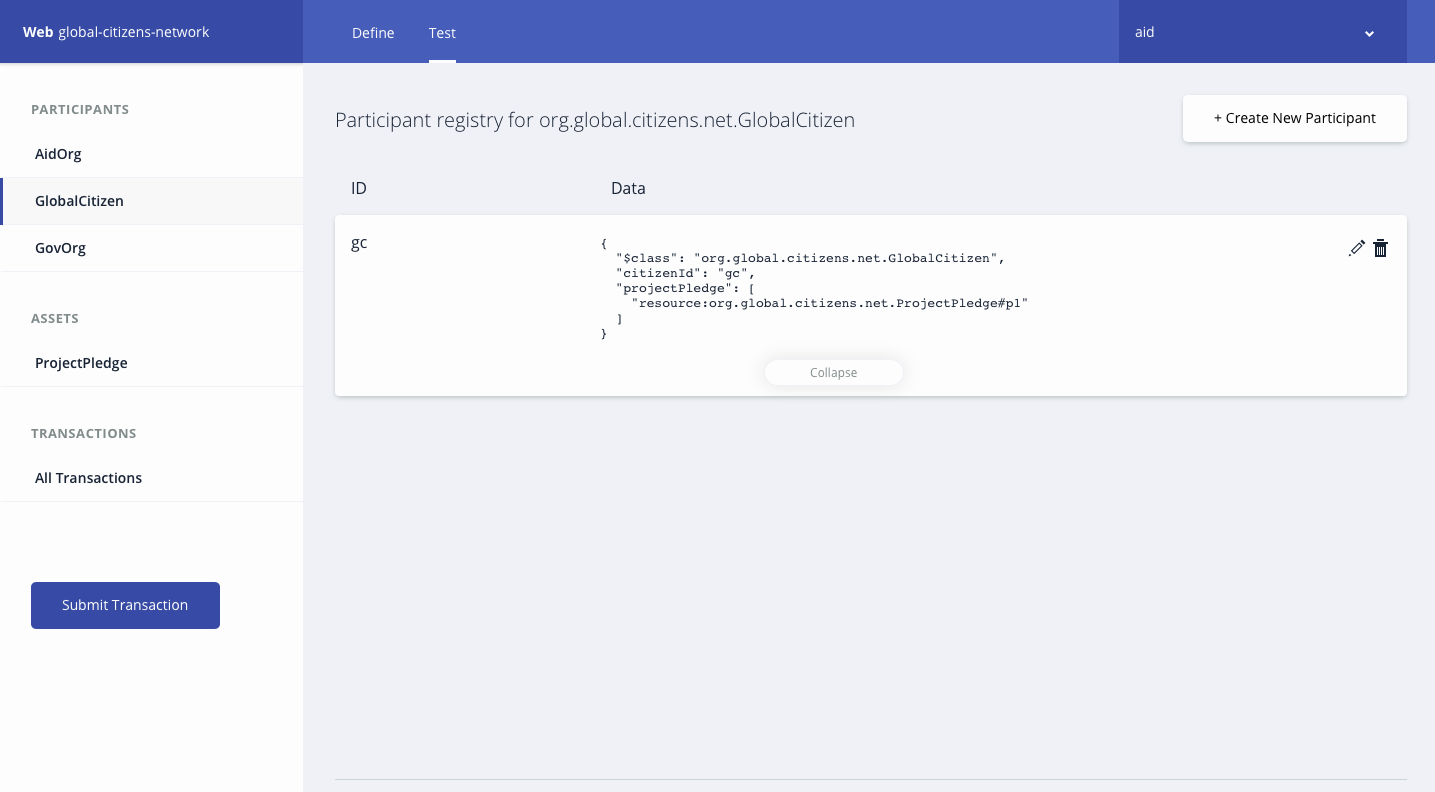 Web global-citizens-network
Define
Test
aid
PARTICIPANTS
AidOrg
GlobalCitizen
GovOrg
ASSETS
ProjectPledge
TRANSACTIONS
All Transactions
Submit Transaction
Participant registry for org.global.citizens.net.GlobalCitizen
+ Create New Participant
ID
Data
gc
{
"$class": "org.global.citizens.net.GlobalCitizen",
"citizenId": "gc",
"projectPledge": [
"resource:org.global.citizens.net.ProjectPledge#p1"
]
}
Collapse